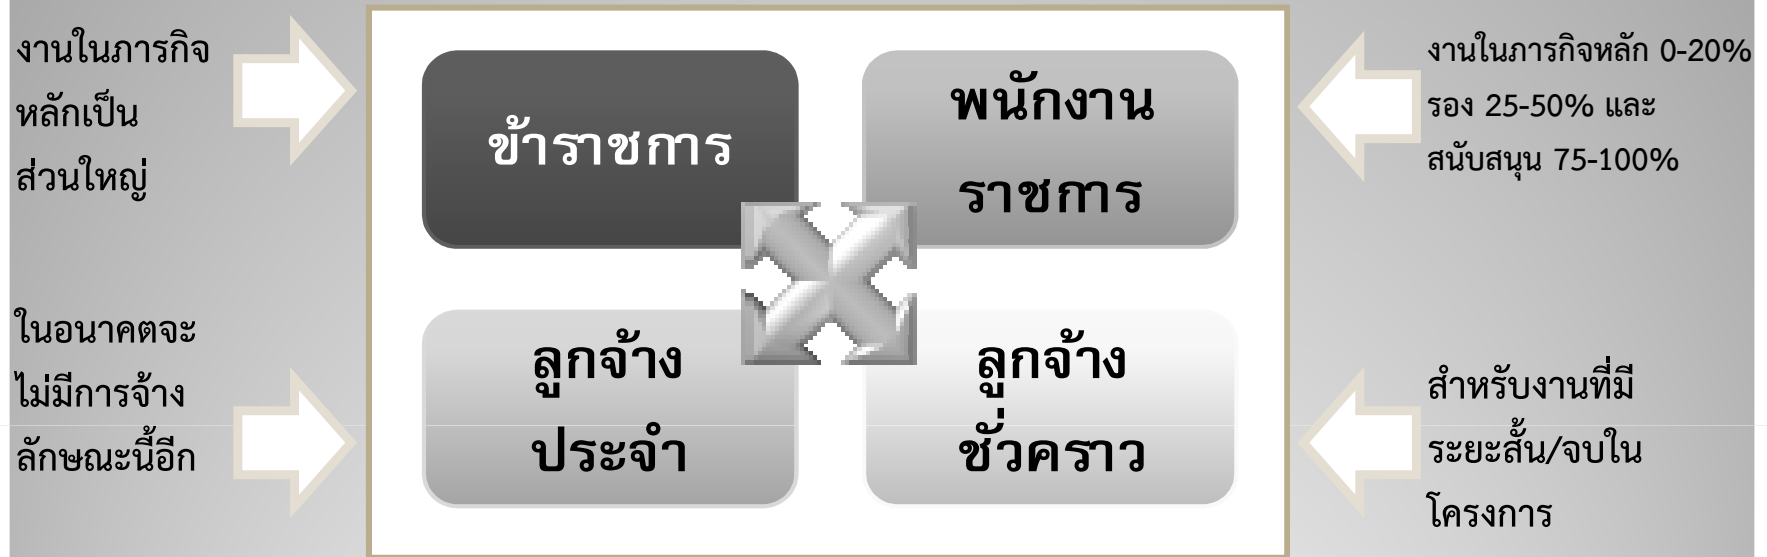 งานในภารกิจ
หลักเป็น
ส่วนใหญ่
ข้าราชการ
พนักงาน
ราชการ
งานในภารกิจหลัก 0-20%
รอง 25-50% และ
สนับสนุน 75-100%
ในอนาคตจะ
ไม่มีการจ้าง
ลักษณะนี้อีก
ลูกจ้าง
ประจำ
ลูกจ้าง
ชั่วคราว
สำหรับงานที่มี
ระยะสั้น/จบใน
โครงการ